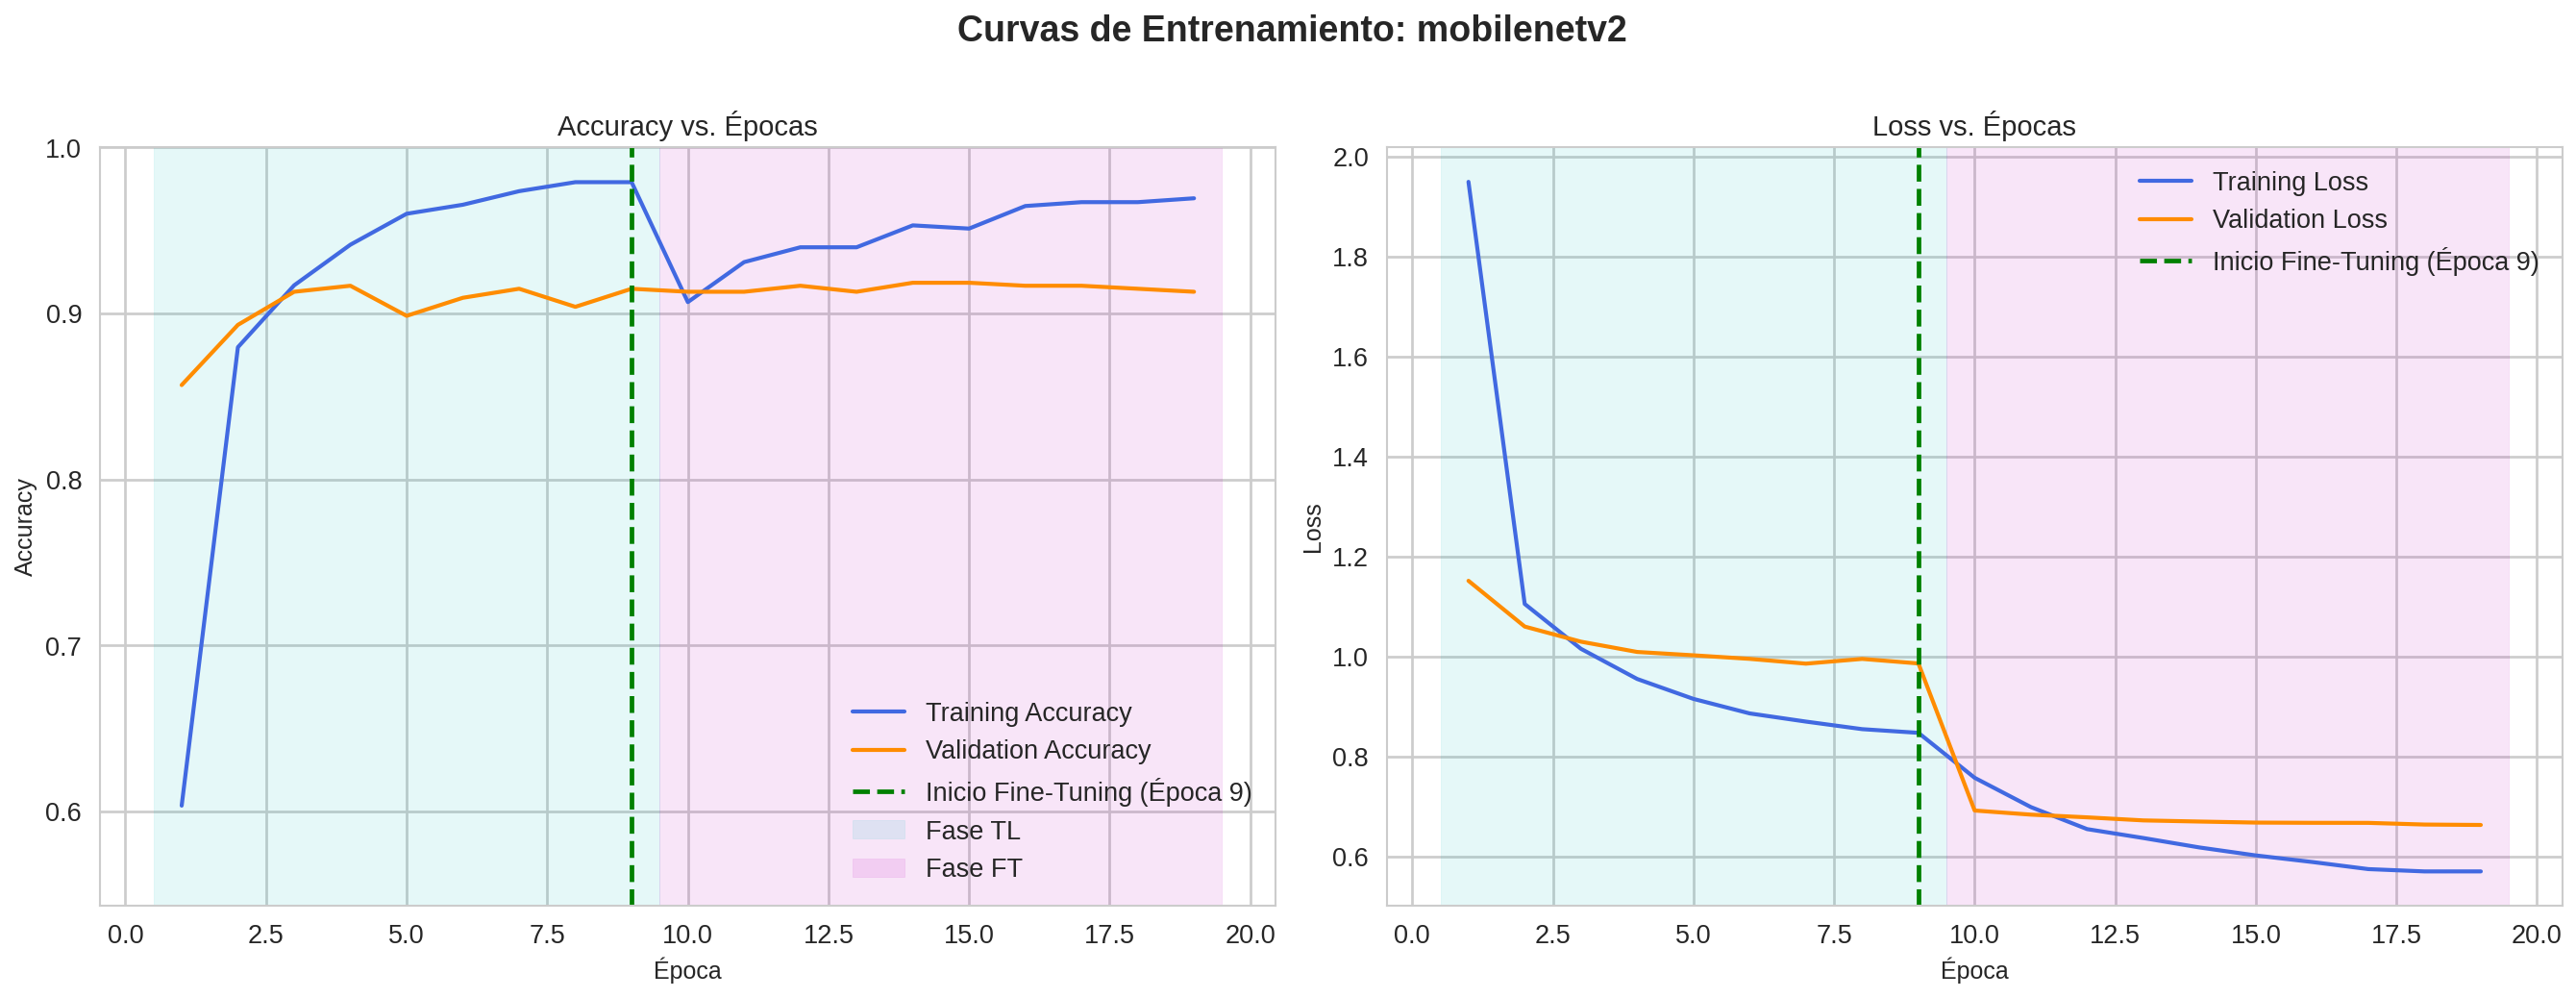 Curvas de Entrenamiento: mobilenetv2
Accuracy vs. Épocas
1.0
0.9
0.8
0.7
0.6
Accuracy
Training Accuracy
Validation Accuracy
Inicio Fine-Tuning (Época 9)
Fase TL
Fase FT
0.0 2.5 5.0 7.5 10.0 12.5 15.0 17.5 20.0
Época
Loss vs. Épocas
2.0
1.8
1.6
1.4
1.2
1.0
0.8
0.6
Loss
Training Loss
Validation Loss
Inicio Fine-Tuning (Época 9)
0.0 2.5 5.0 7.5 10.0 12.5 15.0 17.5 20.0
Época